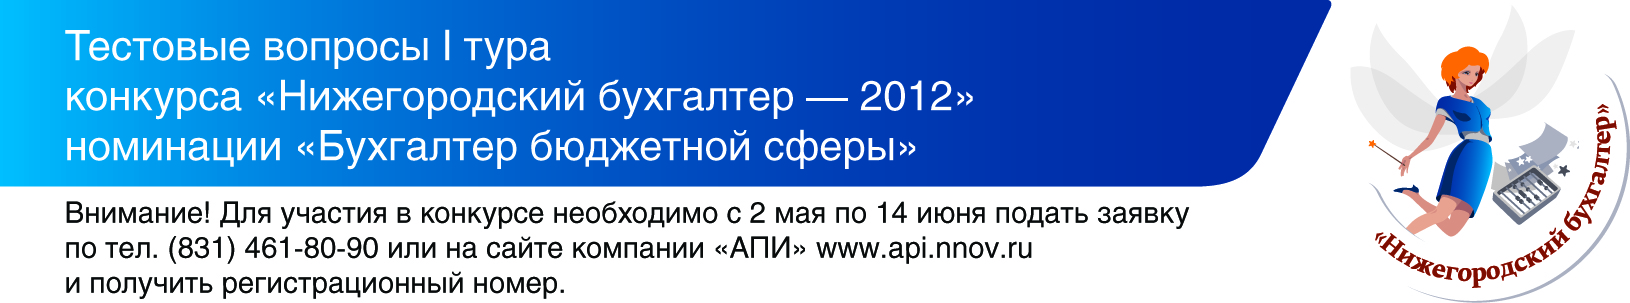 Тестовые вопросы I тура
конкурса «Нижегородский бухгалтер — 2012»
номинации «Бухгалтер бюджетной сферы»
Внимание! Для участия в конкурсе необходимо с 2 мая по 14 июня подать заявку
по тел. (831) 461-80-90 или на сайте компании «АПИ» www.api.nnov.ru
и получить регистрационный номер.
«Нижегородский бухгалтер»